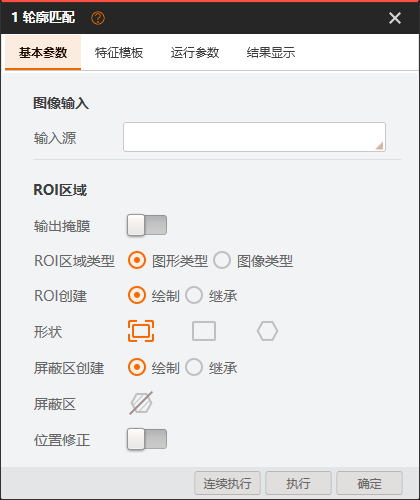 1 轮廓匹配
基本参数 特征模板 运行参数 结果显示
图像输入
输入源
ROI区域
输出掩膜
ROI区域类型 图形类型 图像类型
ROI创建 绘制 继承
形状
屏蔽区创建 绘制 继承
屏蔽区
位置修正
连续执行 执行 确定